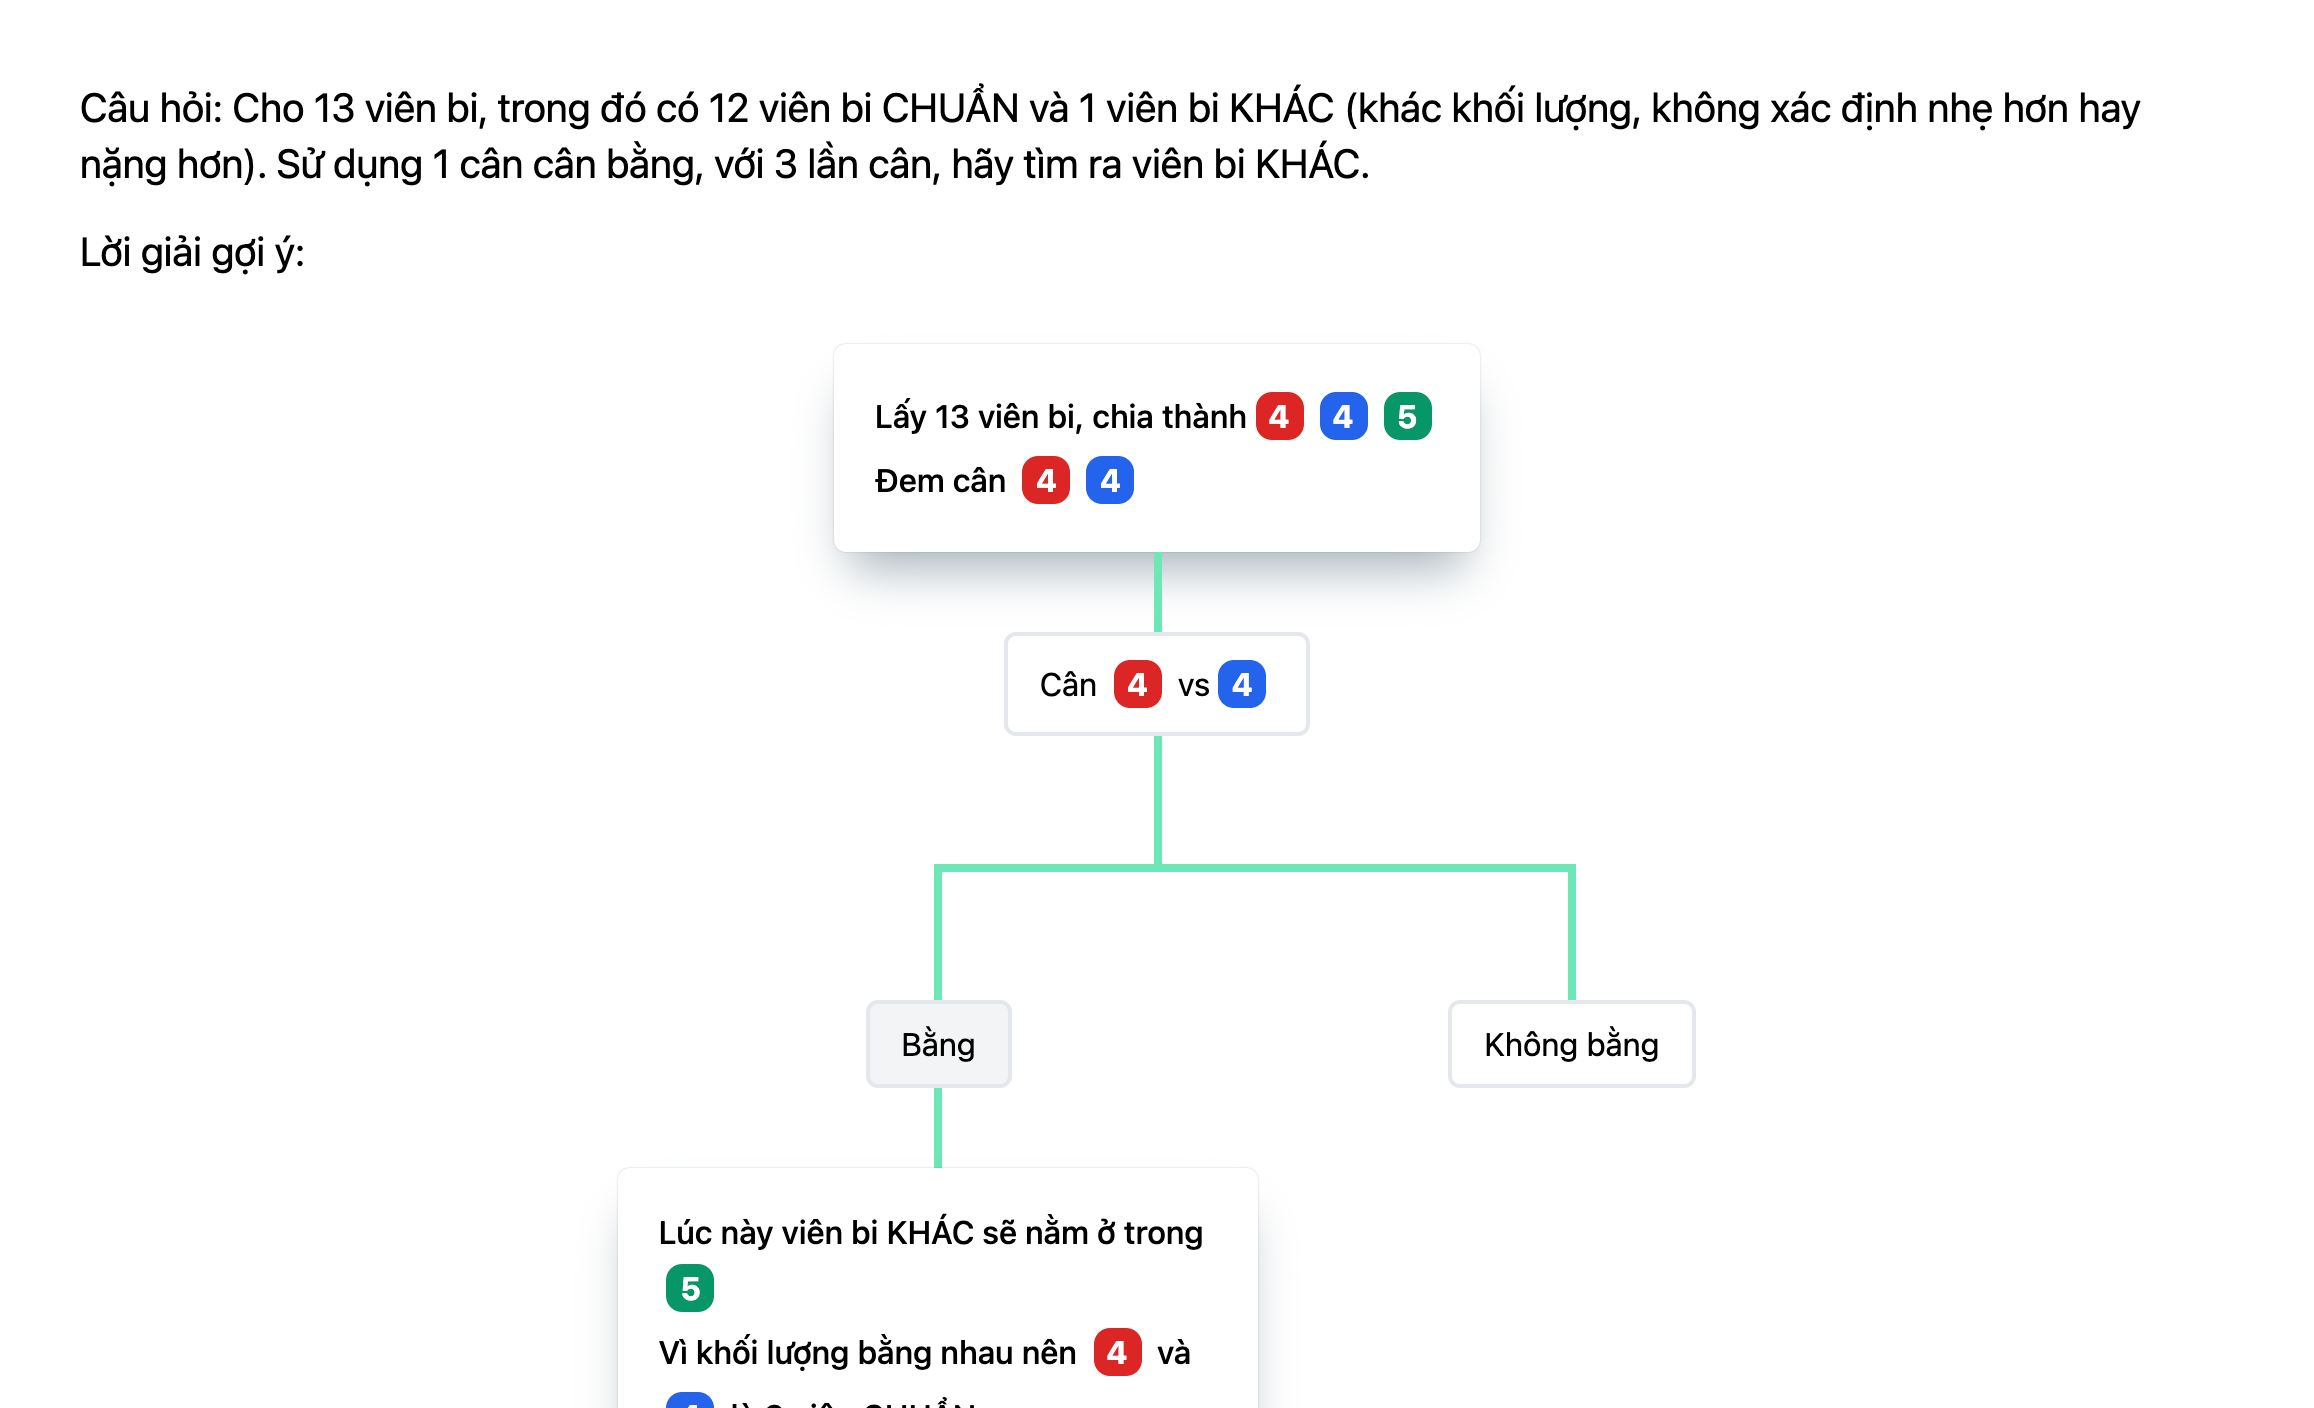 Câu hỏi: Cho 13 viên bi, trong đó có 12 viên bi CHUẨN và 1 viên bi KHÁC (khác khối lượng, không xác định nhẹ hơn hay
nặng hơn). Sử dụng 1 cân cân bằng, với 3 lần cân, hãy tìm ra viên bi KHÁC.
Lời giải gợi ý:
Lấy 13 viên bi, chia thành 4 4 5
Đem cân 4 4
Cân 4 vs 4
Bằng
Không bằng
Lúc này viên bi KHÁC sẽ nằm ở trong
5
Vì khối lượng bằng nhau nên 4 và